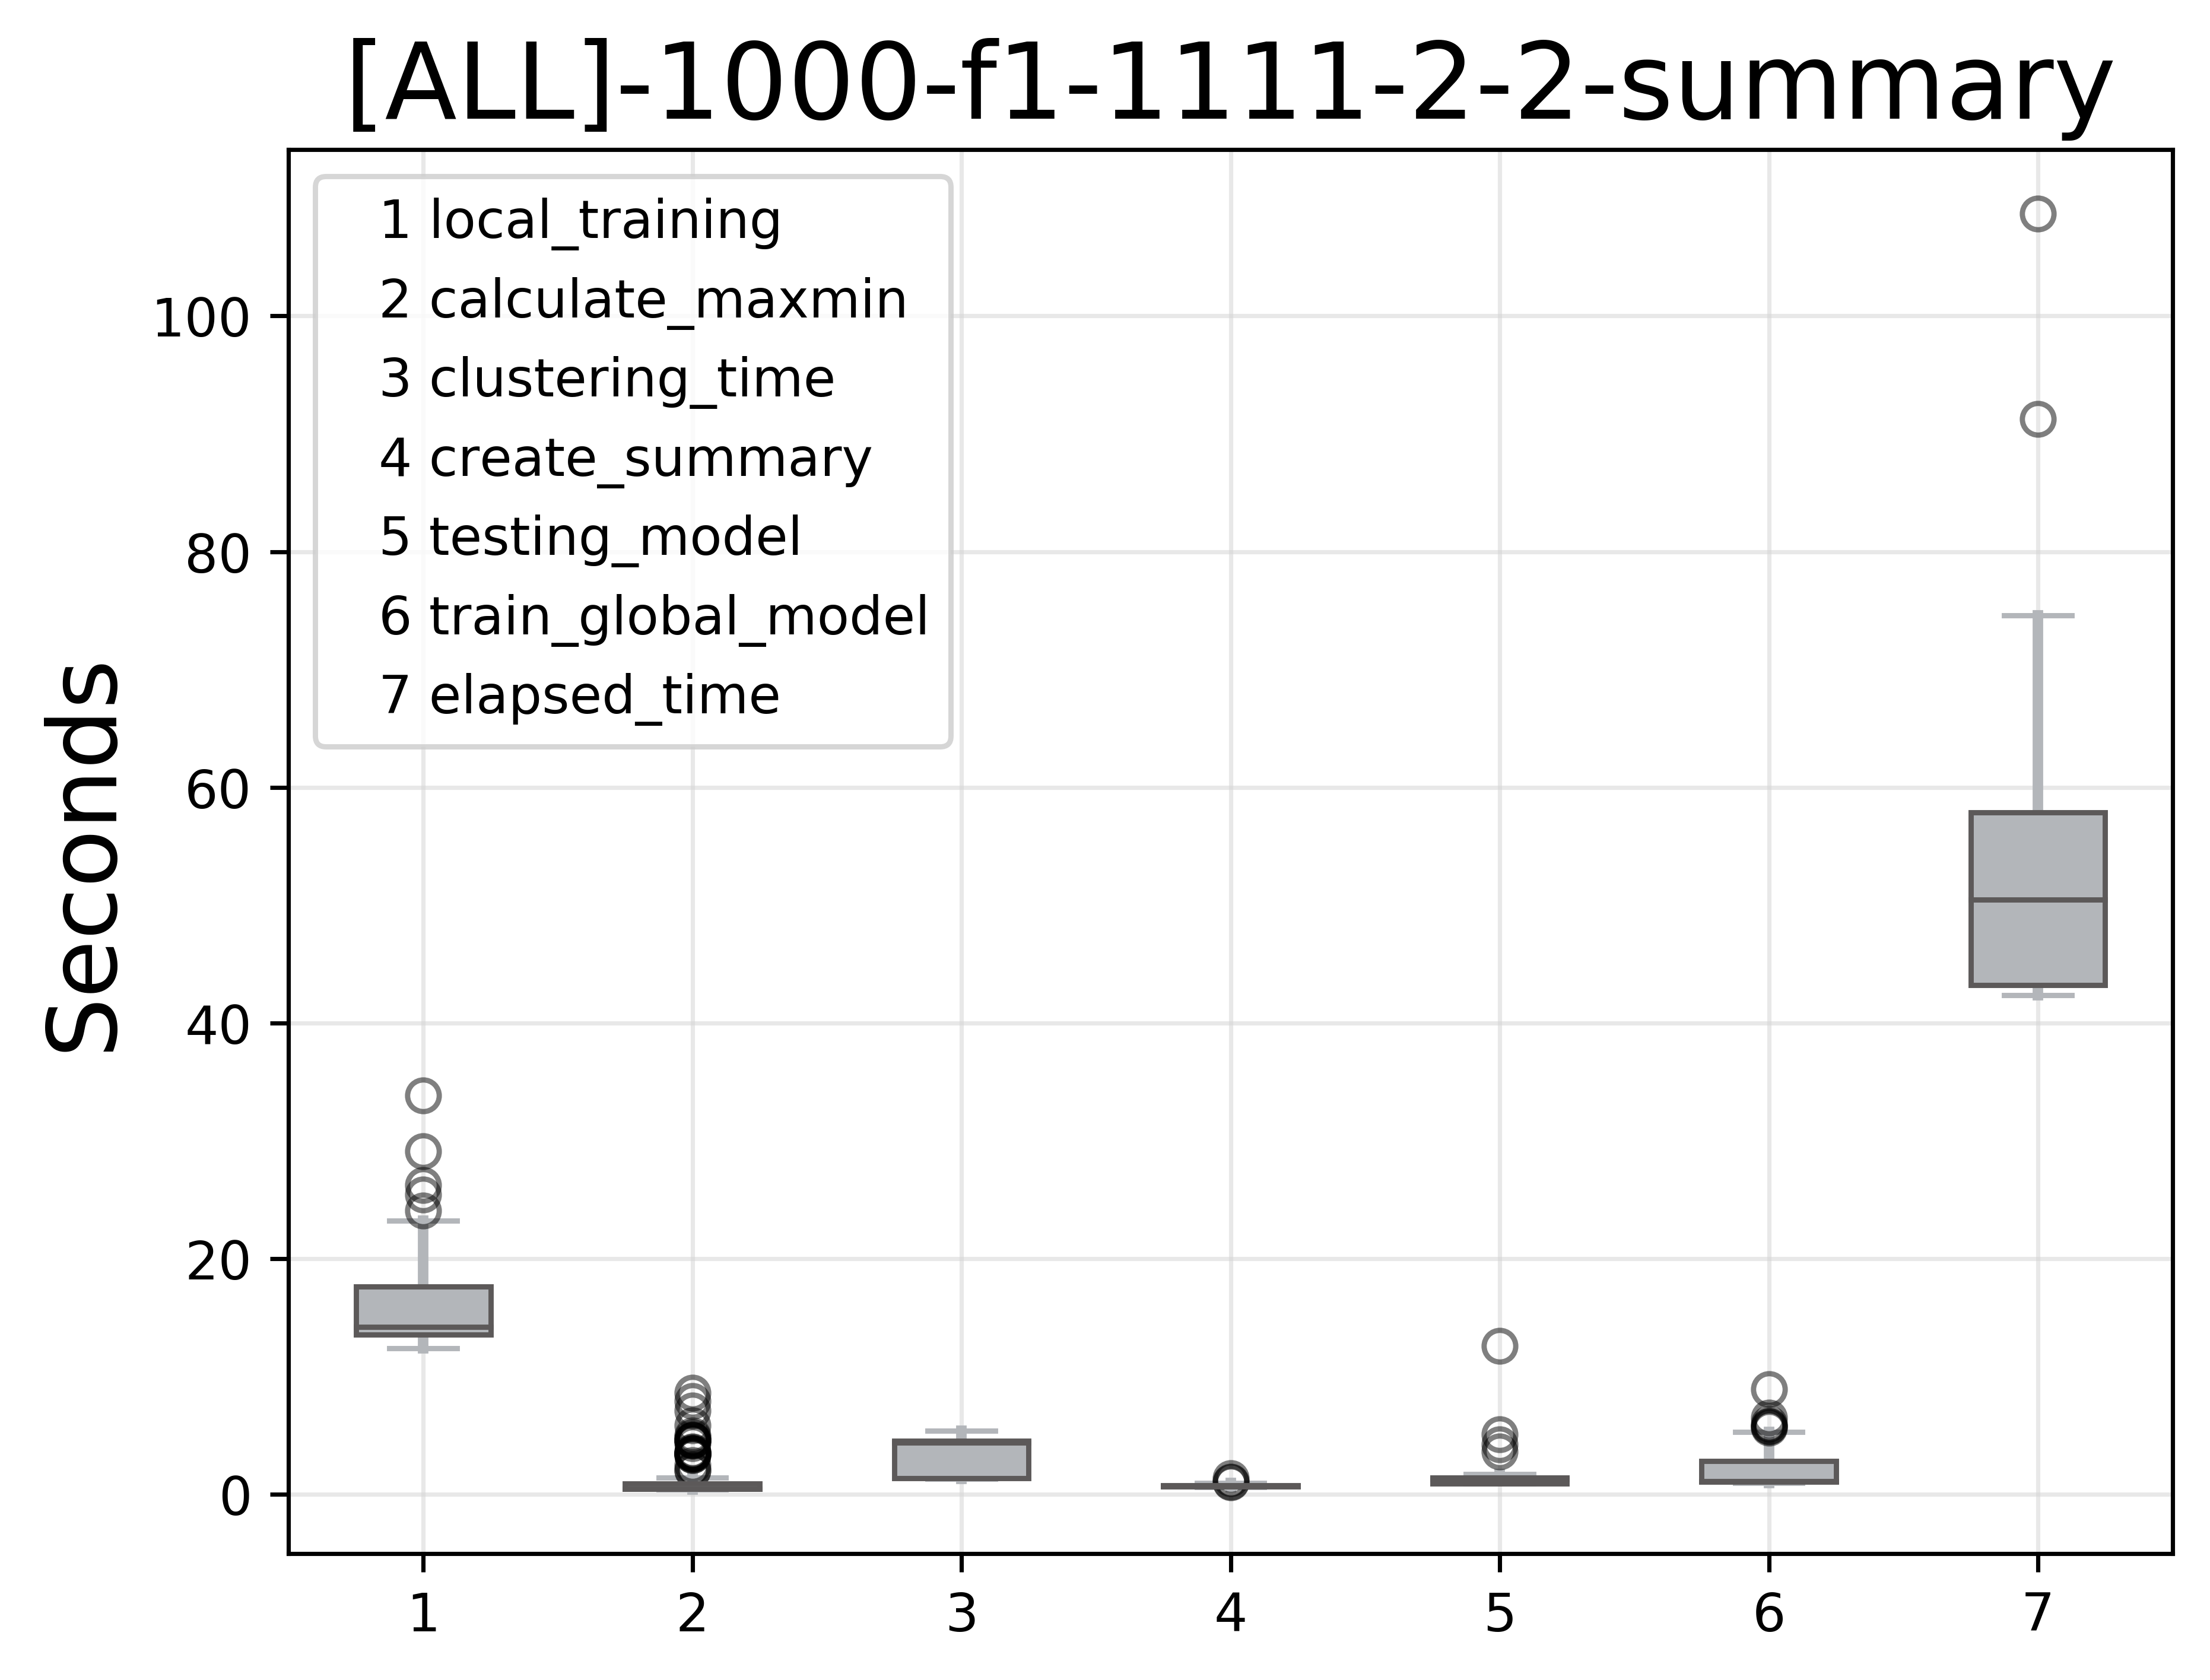 [ALL]-1000-f1-1111-2-2-summary
1 local_training
2 calculate_maxmin
3 clustering_time
4 create_summary
5 testing_model
6 train_global_model
7 elapsed_time
Seconds
100
80
60
40
20
0
1 2 3 4 5 6 7